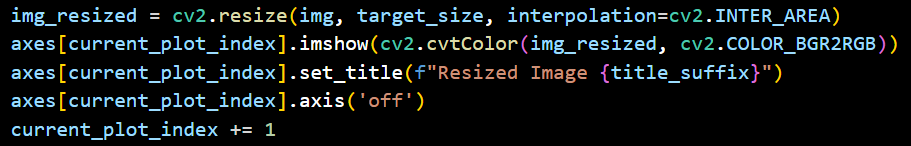 img_resized = cv2.resize(img, target_size, interpolation=cv2.INTER_AREA)
axes[current_plot_index].imshow(cv2.cvtColor(img_resized, cv2.COLOR_BGR2RGB))
axes[current_plot_index].set_title(f"Resized Image {title_suffix}")
axes[current_plot_index].axis('off')
current_plot_index += 1